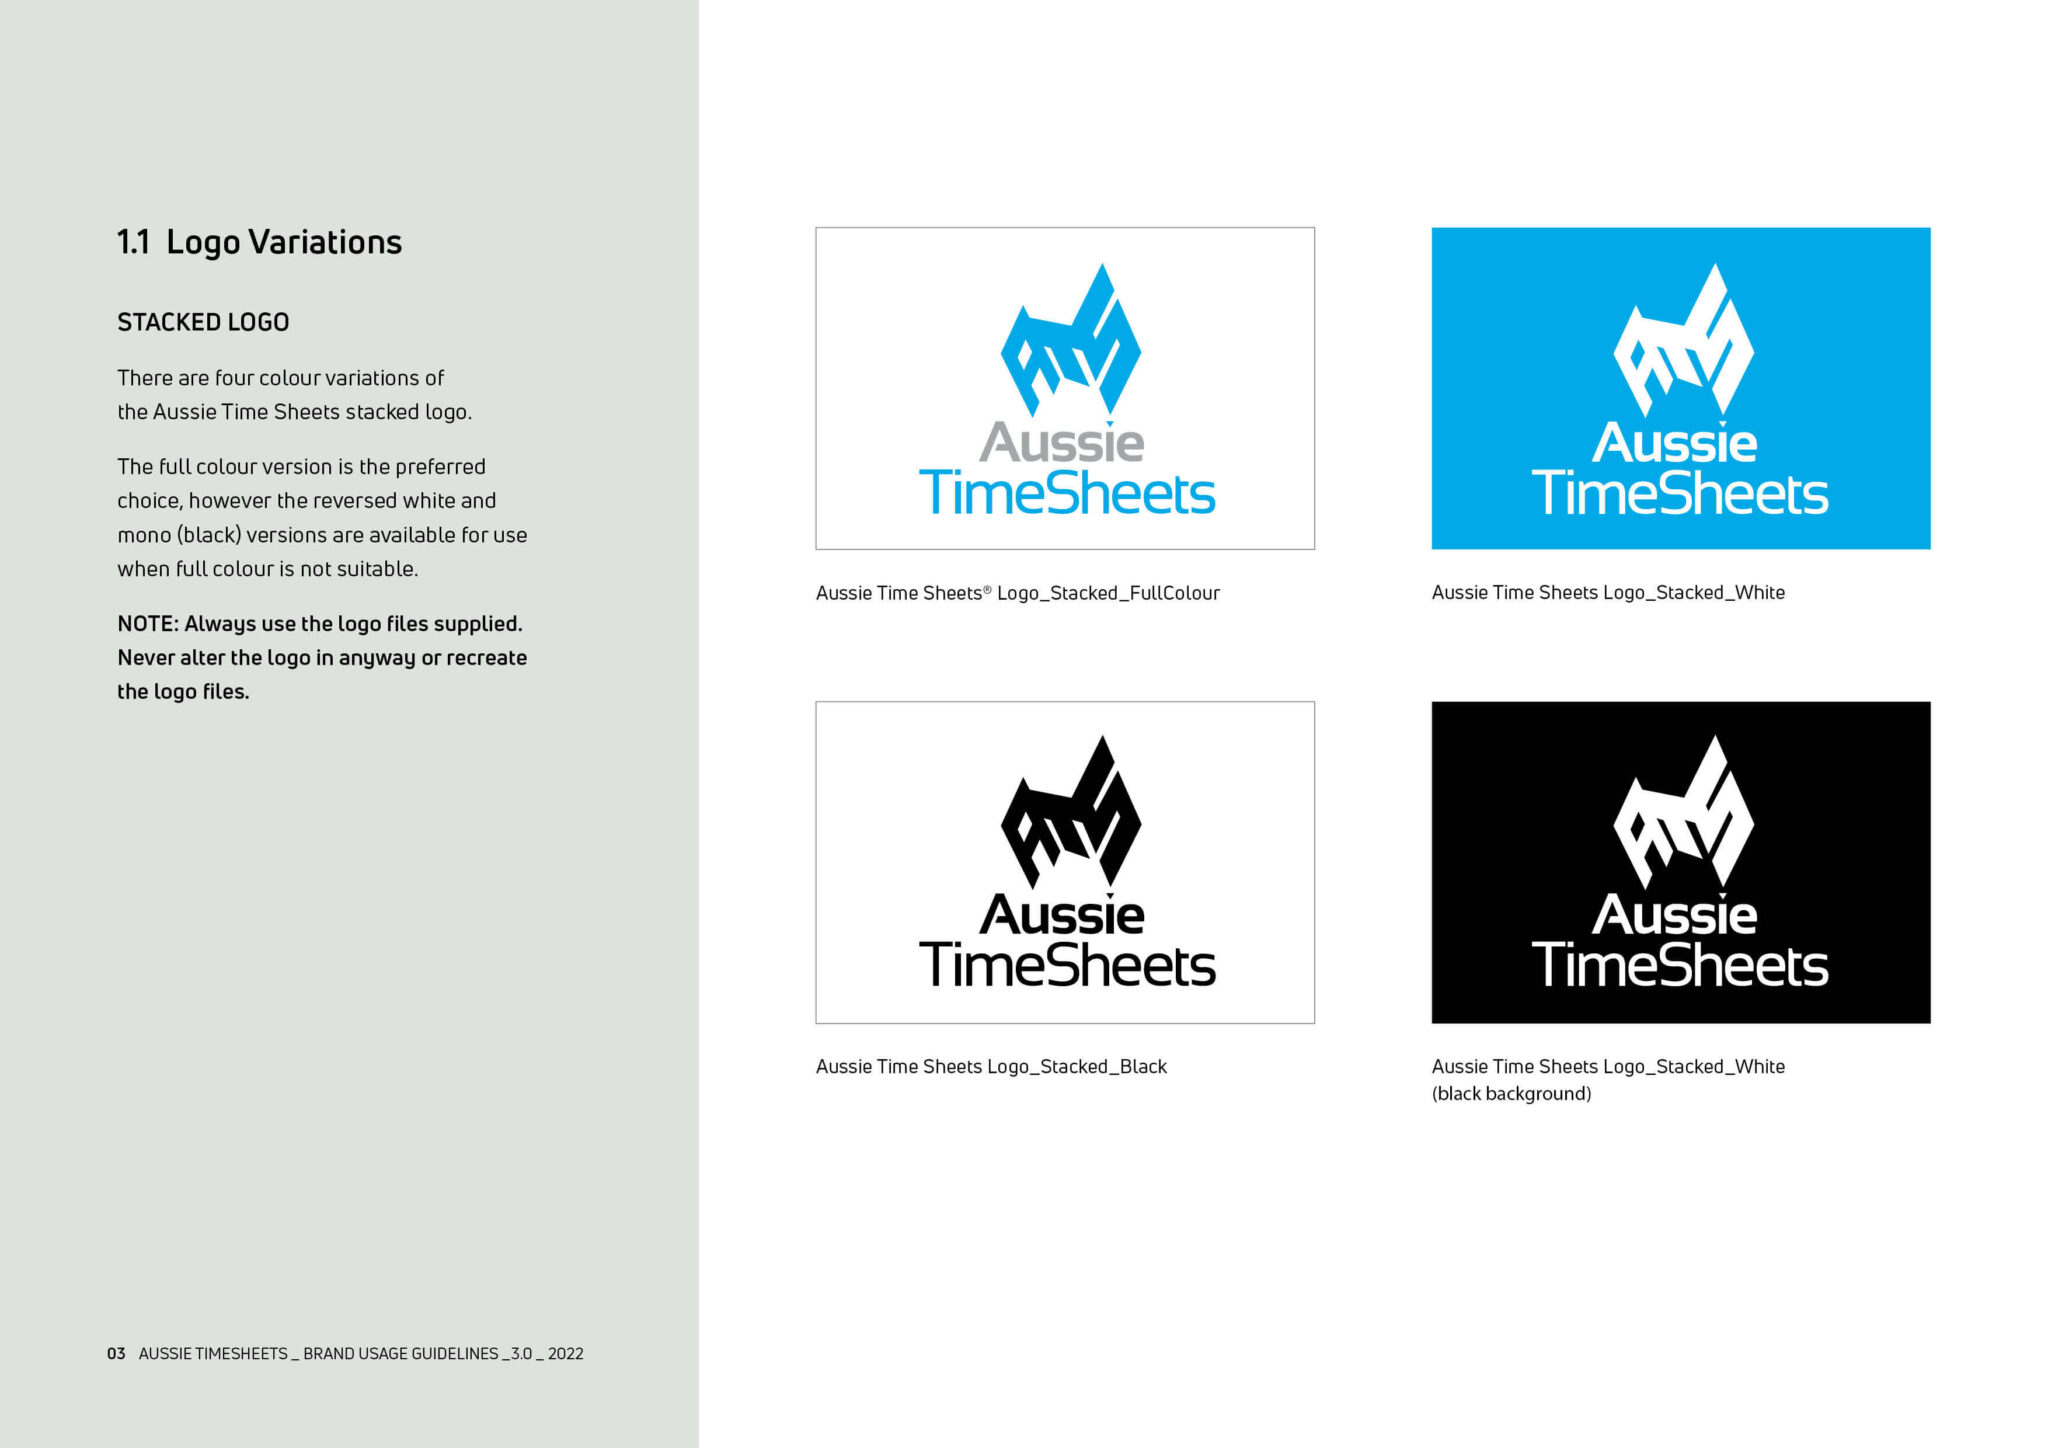 1.1 Logo Variations
STACKED LOGO
There are four colour variations of
the Aussie Time Sheets stacked logo.
The full colour version is the preferred
choice, however the reversed white and
mono (black) versions are available for use
when full colour is not suitable.
NOTE: Always use the logo files supplied.
Never alter the logo in anyway or recreate
the logo files.
03 AUSSIE TIMESHEETS _ BRAND USAGE GUIDELINES _3.0 _ 2022
ATS
Aussie
TimeSheets
Aussie Time Sheets® Logo_Stacked_FullColour
ATS
Aussie
TimeSheets
Aussie Time Sheets Logo_Stacked_White
ATS
Aussie
TimeSheets
Aussie Time Sheets Logo_Stacked_Black
ATS
Aussie
TimeSheets
Aussie Time Sheets Logo_Stacked_White
(black background)